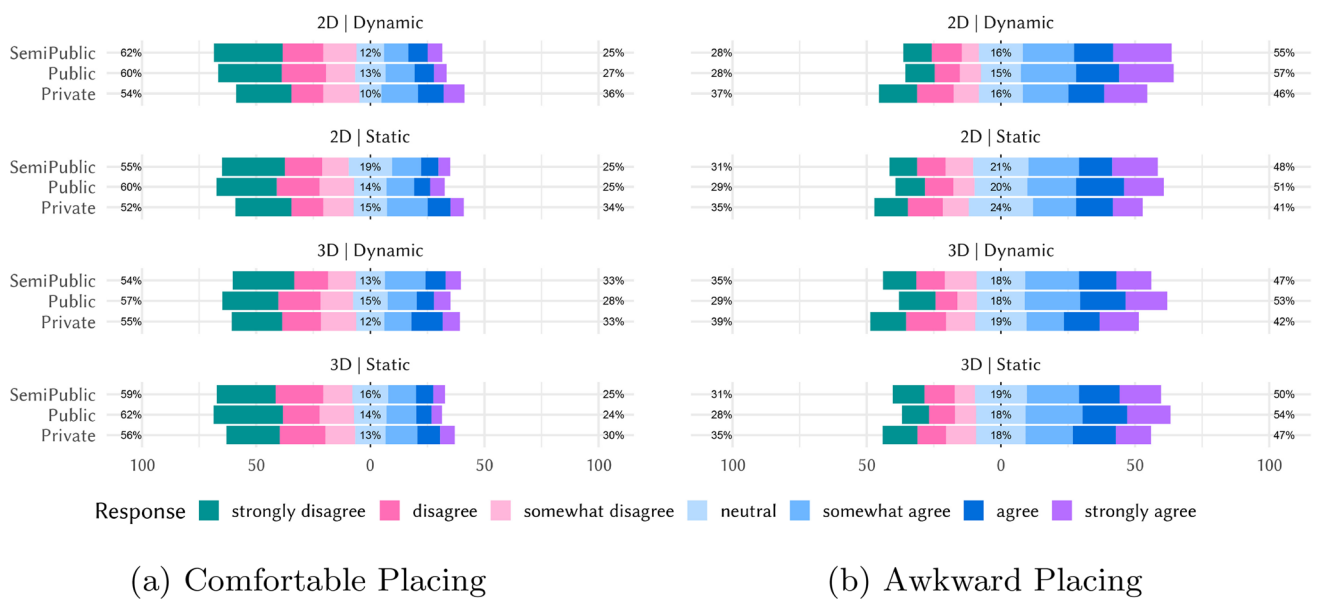 2D | Dynamic
SemiPublic 62% 12% 25%
Public 60% 13% 27%
Private 54% 10% 36%
2D | Static
SemiPublic 55% 19% 25%
Public 60% 14% 25%
Private 52% 15% 34%
3D | Dynamic
SemiPublic 54% 13% 33%
Public 57% 15% 28%
Private 55% 12% 33%
3D | Static
SemiPublic 59% 16% 25%
Public 62% 14% 24%
Private 56% 13% 30%
100 50 0 50 100
2D | Dynamic
28% 16% 55%
28% 15% 57%
37% 16% 46%
2D | Static
31% 21% 48%
29% 20% 51%
35% 24% 41%
3D | Dynamic
35% 18% 47%
29% 18% 53%
39% 19% 42%
3D | Static
31% 19% 50%
28% 18% 54%
35% 18% 47%
100 50 0 50 100
Response strongly disagree disagree somewhat disagree neutral somewhat agree agree strongly agree
(a) Comfortable Placing
(b) Awkward Placing